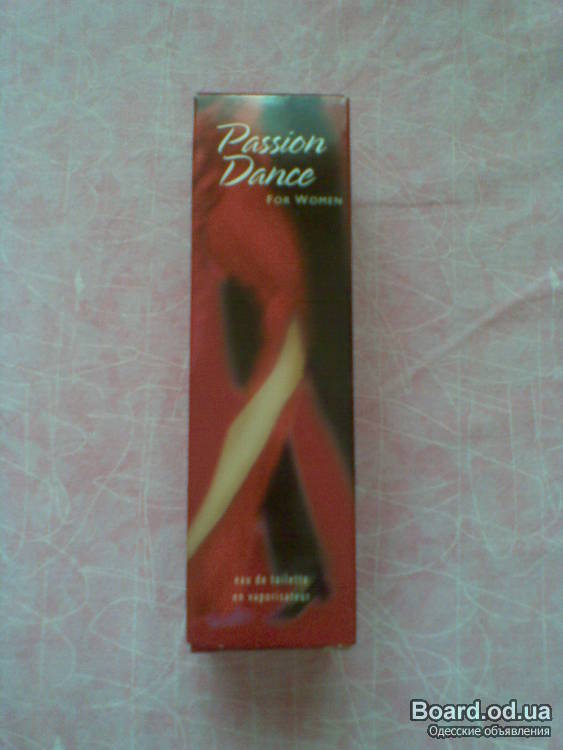 Passion
Dance
FOR WOMEN
eau de toilette
en vaporisateur
Board.od.ua
Одесские объявления